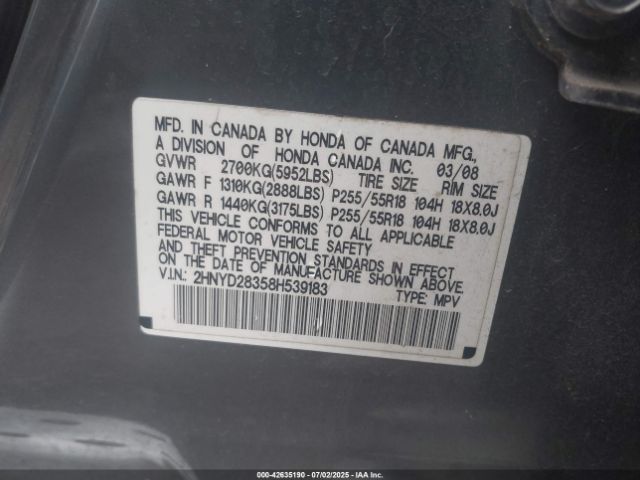 MFD. IN CANADA BY HONDA OF CANADA MFG.,
A DIVISION OF HONDA CANADA INC. 03/08
GVWR 2700KG(5952LBS) TIRE SIZE RIM SIZE
GAWR F 1310KG(2888LBS) P255/55R18 104H 18X8.0J
GAWR R 1440KG(3175LBS) P255/55R18 104H 18X8.0J
THIS VEHICLE CONFORMS TO ALL APPLICABLE
FEDERAL MOTOR VEHICLE SAFETY
AND THEFT PREVENTION STANDARDS IN EFFECT
ON THE DATE OF MANUFACTURE SHOWN ABOVE.
V.I.N.: 2HNYD28358H539183
TYPE: MPV
000-42635190 - 07/02/2025 - IAAI.com